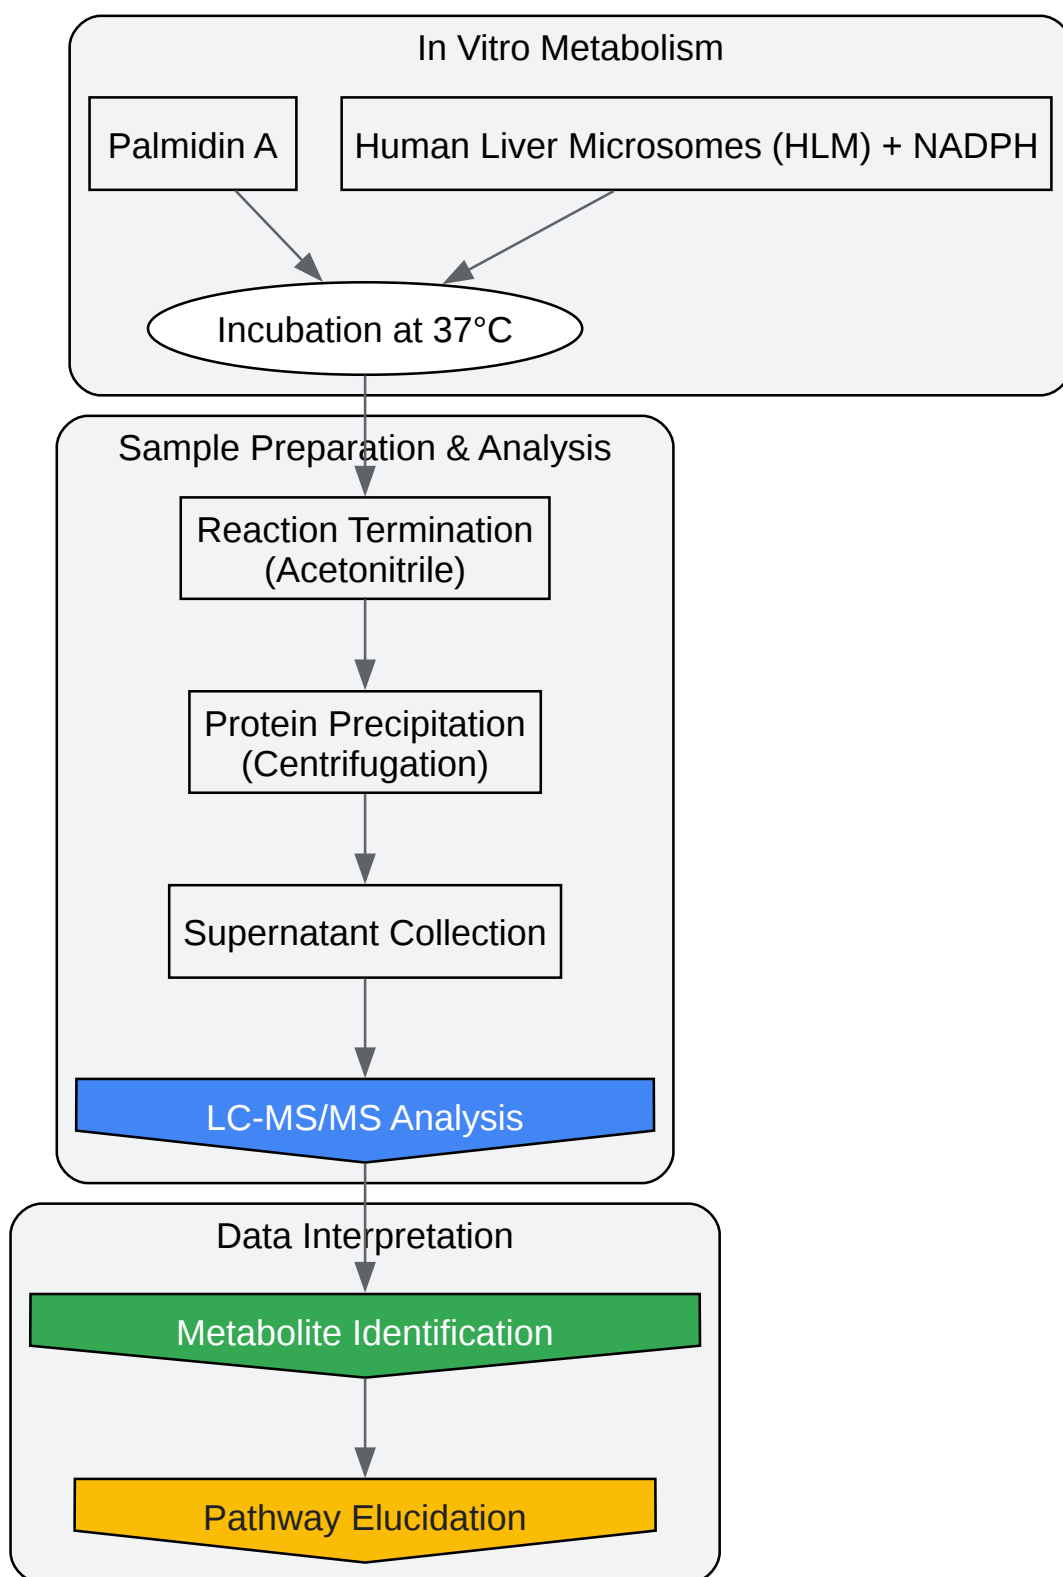 In Vitro Metabolism
Palmidin A
Human Liver Microsomes (HLM) + NADPH
Incubation at 37°C
Sample Preparation & Analysis
Reaction Termination
(Acetonitrile)
Protein Precipitation
(Centrifugation)
Supernatant Collection
LC-MS/MS Analysis
Data Interpretation
Metabolite Identification
Pathway Elucidation